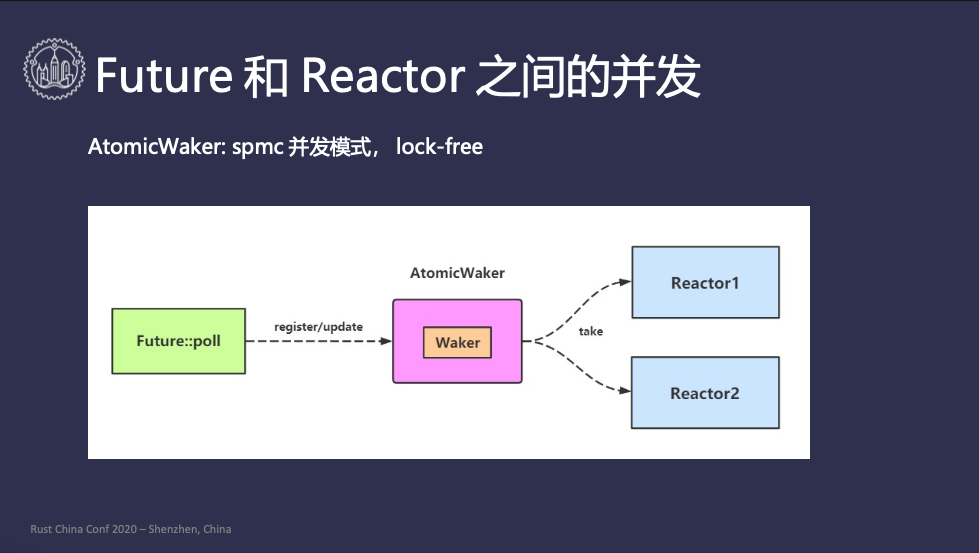 Future 和 Reactor 之间的并发
AtomicWaker: spmc 并发模式， lock-free
AtomicWaker
Reactor1
Future::poll
register/update
Waker
take
Reactor2
Rust China Conf 2020 – Shenzhen, China